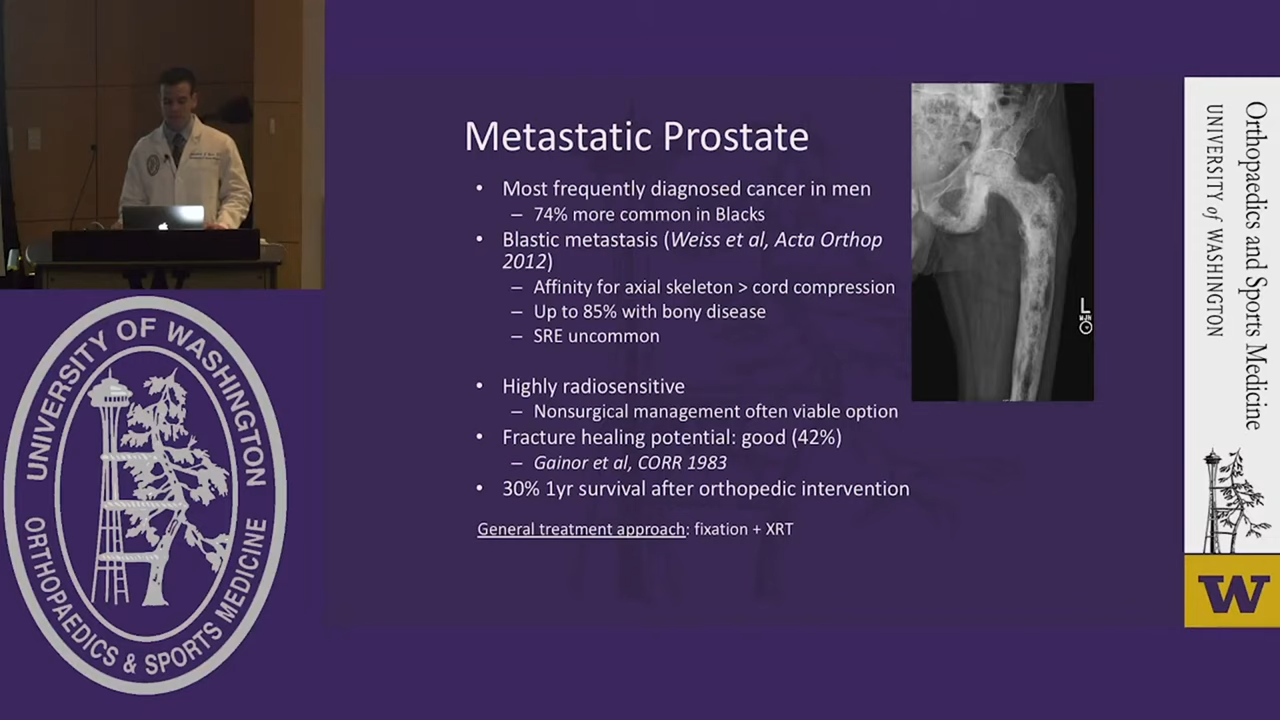 Metastatic Prostate
• Most frequently diagnosed cancer in men
– 74% more common in Blacks
• Blastic metastasis (Weiss et al, Acta Orthop
2012)
– Affinity for axial skeleton > cord compression
– Up to 85% with bony disease
– SRE uncommon
• Highly radiosensitive
– Nonsurgical management often viable option
• Fracture healing potential: good (42%)
– Gainor et al, CORR 1983
• 30% 1yr survival after orthopedic intervention
General treatment approach: fixation + XRT
L
UNIVERSITY OF WASHINGTON
ORTHOPAEDICS & SPORTS MEDICINE
Orthopaedics and Sports Medicine
UNIVERSITY of WASHINGTON
W